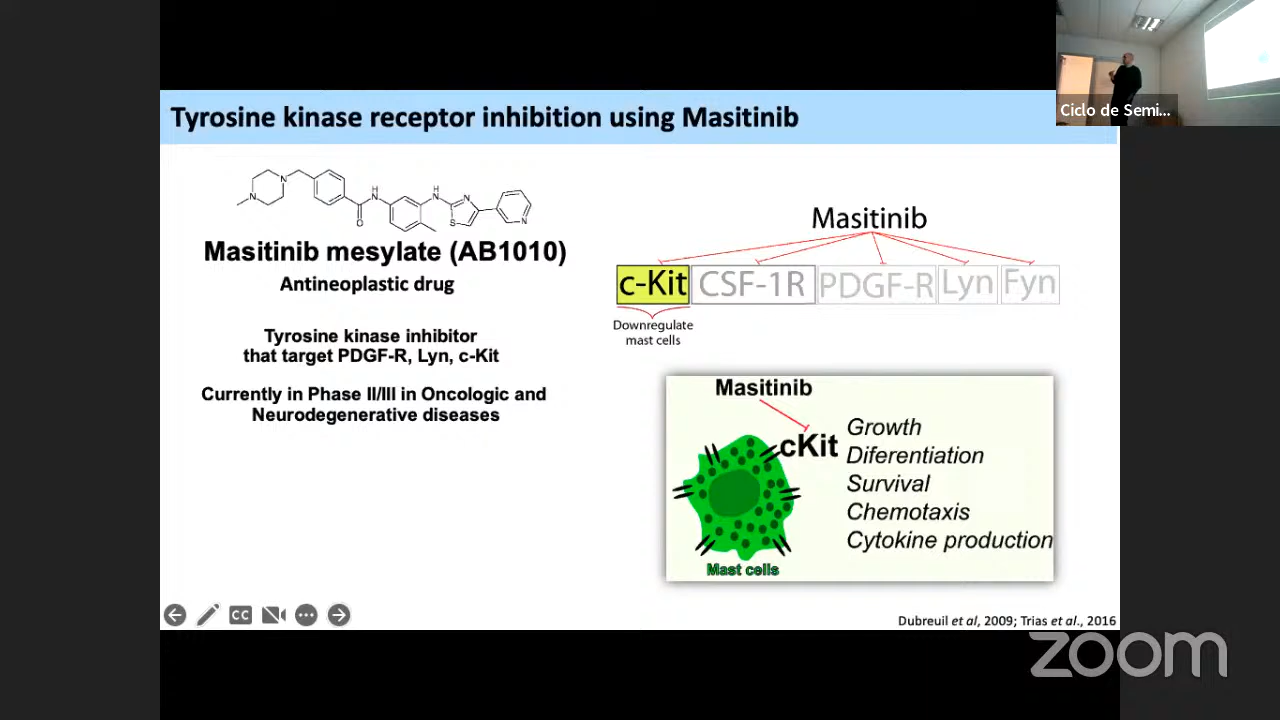 Tyrosine kinase receptor inhibition using Masitinib
Ciclo de Semi...
N
N
O
H
N
H
N
N
S
N
Masitinib mesylate (AB1010)
Antineoplastic drug
Tyrosine kinase inhibitor
that target PDGF-R, Lyn, c-Kit
Currently in Phase II/III in Oncologic and
Neurodegenerative diseases
Masitinib
c-Kit CSF-1R PDGF-R Lyn Fyn
Downregulate
mast cells
Masitinib
cKit
Growth
Diferentiation
Survival
Chemotaxis
Cytokine production
Mast cells
CC
Dubreuil et al, 2009; Trias et al., 2016
zoom